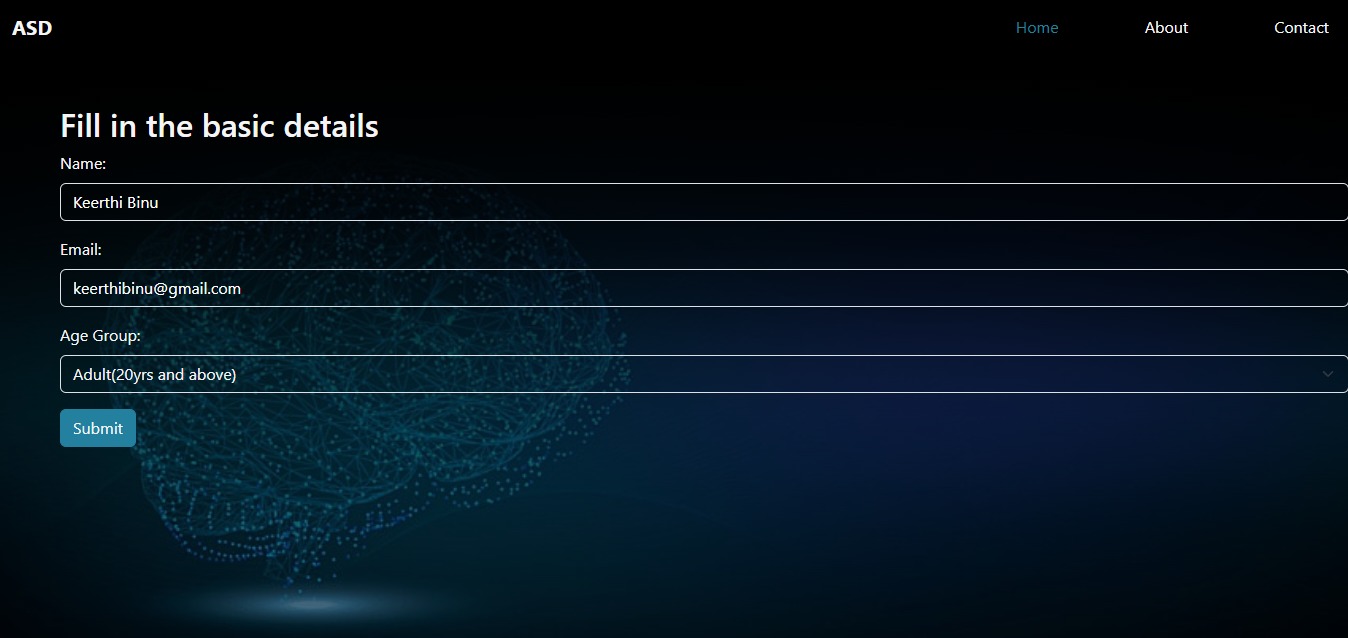 ASD
Home About Contact
Fill in the basic details
Name:
Keerthi Binu
Email:
keerthibinu@gmail.com
Age Group:
Adult(20yrs and above)
Submit